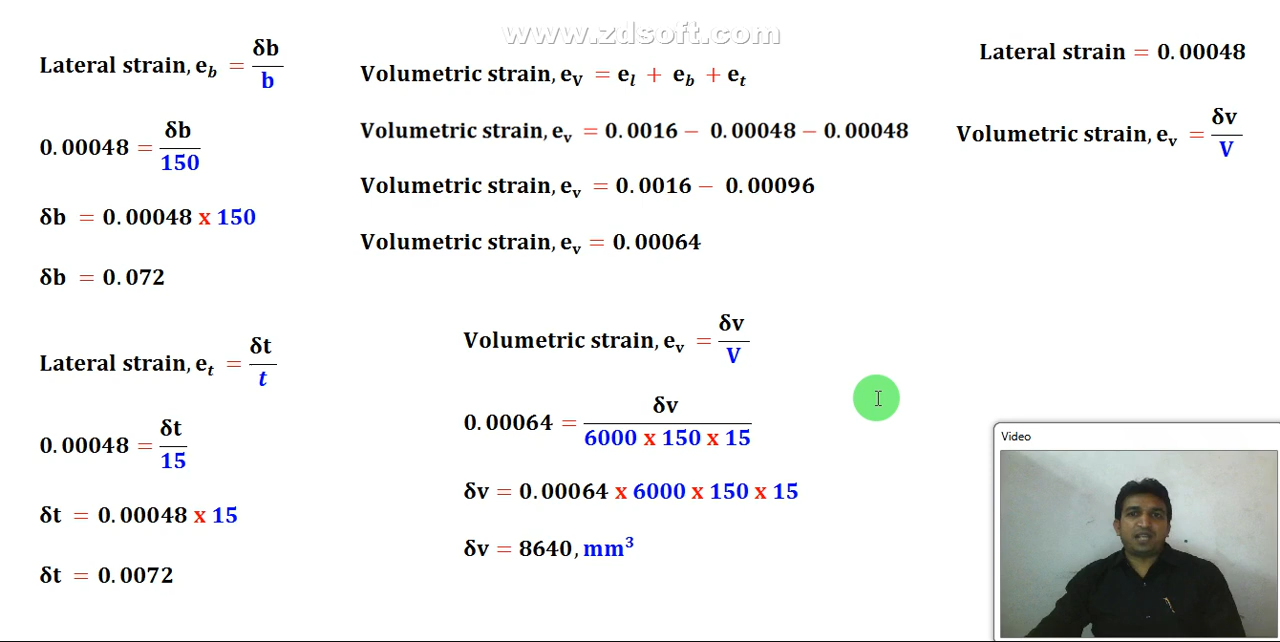 www.zdsoft.com
Lateral strain, e_b = δb/b
0.00048 = δb/150
δb = 0.00048 x 150
δb = 0.072
Lateral strain, e_t = δt/t
0.00048 = δt/15
δt = 0.00048 x 15
δt = 0.0072
Volumetric strain, e_V = e_l + e_b + e_t
Volumetric strain, e_v = 0.0016 − 0.00048 − 0.00048
Volumetric strain, e_v = 0.0016 − 0.00096
Volumetric strain, e_v = 0.00064
Volumetric strain, e_v = δv/V
0.00064 = δv/6000 x 150 x 15
δv = 0.00064 x 6000 x 150 x 15
δv = 8640, mm³
Lateral strain = 0.00048
Volumetric strain, e_v = δv/V
Video